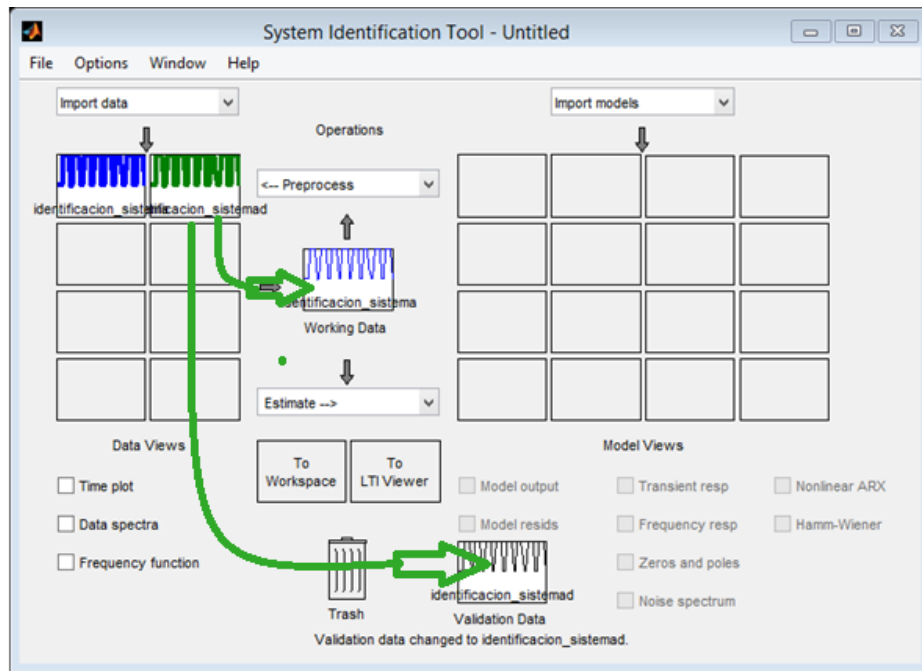 System Identification Tool - Untitled
File Options Window Help
Import data
Import models
Operations
<-- Preprocess
identificacion_sistema
ificacion_sistemad
identificacion_sistema
Working Data
Estimate -->
Data Views
Model Views
To Workspace
To LTI Viewer
Time plot
Data spectra
Frequency function
Model output
Model resids
Transient resp
Frequency resp
Zeros and poles
Noise spectrum
Nonlinear ARX
Hamm-Wiener
Trash
identificacion_sistemad
Validation Data
Validation data changed to identificacion_sistemad.